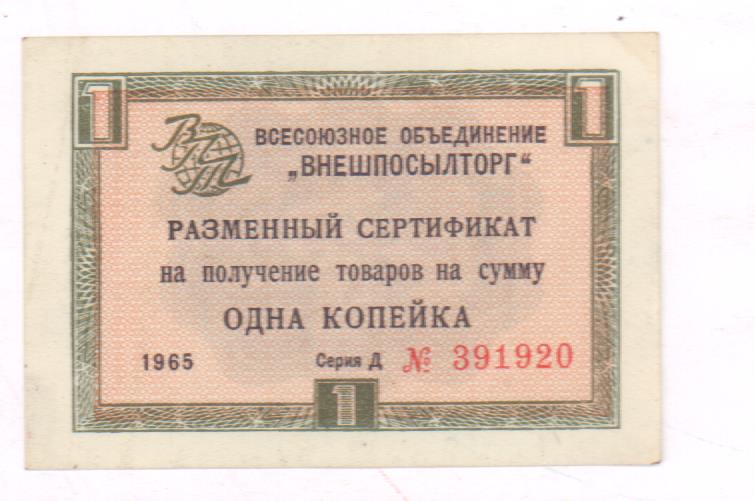 1 1
ВПТ
ВСЕСОЮЗНОЕ ОБЪЕДИНЕНИЕ
„ВНЕШПОСЫЛТОРГ“
РАЗМЕННЫЙ СЕРТИФИКАТ
на получение товаров на сумму
ОДНА КОПЕЙКА
1965 Серия Д № 391920
1